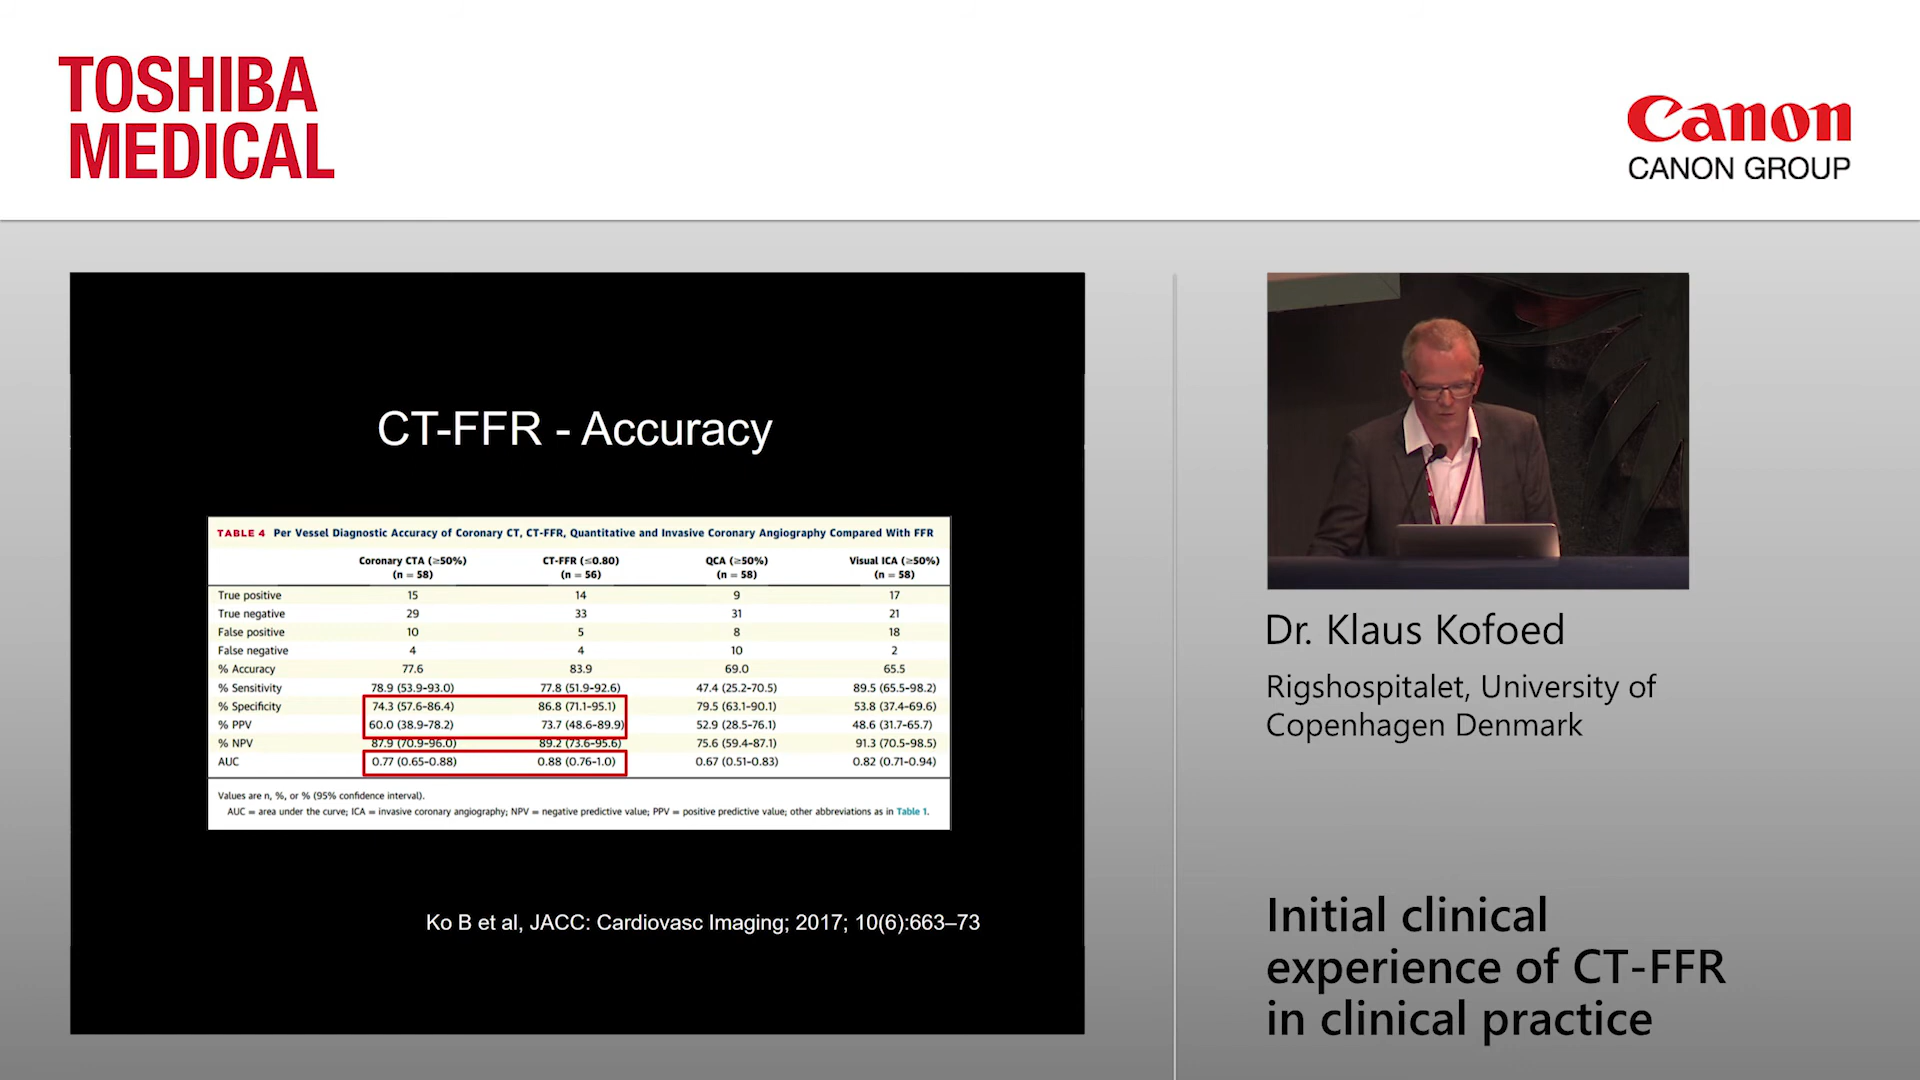 TOSHIBA
MEDICAL
Canon
CANON GROUP
CT-FFR - Accuracy
TABLE 4 Per Vessel Diagnostic Accuracy of Coronary CT, CT-FFR, Quantitative and Invasive Coronary Angiography Compared With FFR
Coronary CTA (≥50%) CT-FFR (≤0.80) QCA (≥50%) Visual ICA (≥50%)
(n = 58) (n = 56) (n = 58) (n = 58)
True positive 15 14 9 17
True negative 29 33 31 21
False positive 10 5 8 18
False negative 4 4 10 2
% Accuracy 77.6 83.9 69.0 65.5
% Sensitivity 78.9 (53.9-93.0) 77.8 (51.9-92.6) 47.4 (25.2-70.5) 89.5 (65.5-98.2)
% Specificity 74.3 (57.6-86.4) 86.8 (71.1-95.1) 79.5 (63.1-90.1) 53.8 (37.4-69.6)
% PPV 60.0 (38.9-78.2) 73.7 (48.6-89.9) 52.9 (28.5-76.1) 48.6 (31.7-65.7)
% NPV 87.9 (70.9-96.0) 89.2 (73.6-95.6) 75.6 (59.4-87.1) 91.3 (70.5-98.5)
AUC 0.77 (0.65-0.88) 0.88 (0.76-1.0) 0.67 (0.51-0.83) 0.82 (0.71-0.94)
Values are n, %, or % (95% confidence interval).
AUC = area under the curve; ICA = invasive coronary angiography; NPV = negative predictive value; PPV = positive predictive value; other abbreviations as in Table 1.
Ko B et al, JACC: Cardiovasc Imaging; 2017; 10(6):663–73
Dr. Klaus Kofoed
Rigshospitalet, University of
Copenhagen Denmark
Initial clinical
experience of CT-FFR
in clinical practice